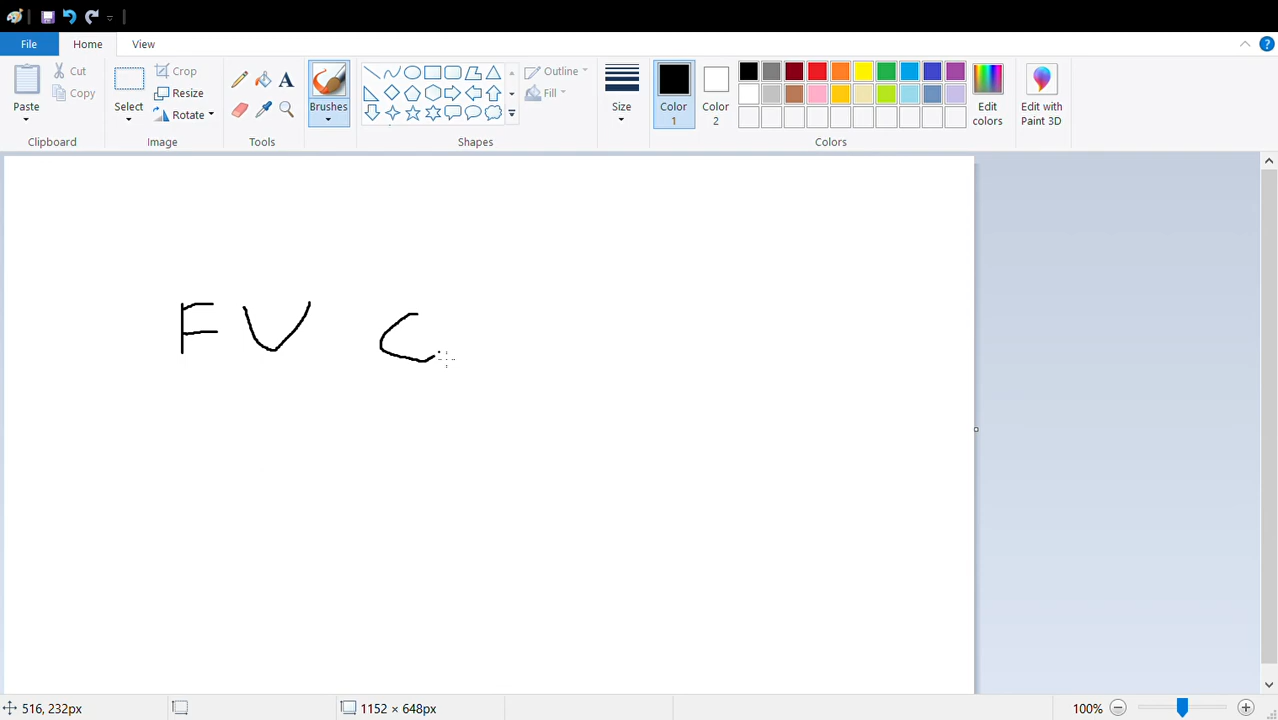 File Home View
Cut
Copy
Paste
Clipboard
Select
Crop
Resize
Rotate
Image
A
Tools
Brushes
Outline
Fill
Shapes
Size
Color 1
Color 2
Edit colors
Colors
Edit with Paint 3D
?
FV C
516, 232px
1152 × 648px
100%